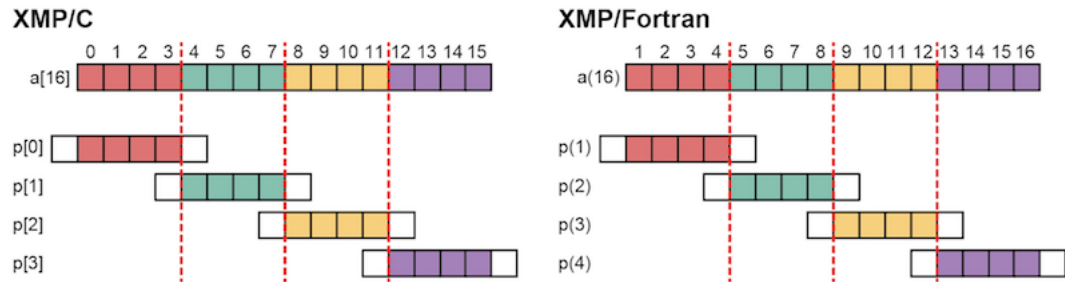 XMP/C
0 1 2 3 4 5 6 7 8 9 10 11 12 13 14 15
a[16]
p[0]
p[1]
p[2]
p[3]
XMP/Fortran
1 2 3 4 5 6 7 8 9 10 11 12 13 14 15 16
a(16)
p(1)
p(2)
p(3)
p(4)